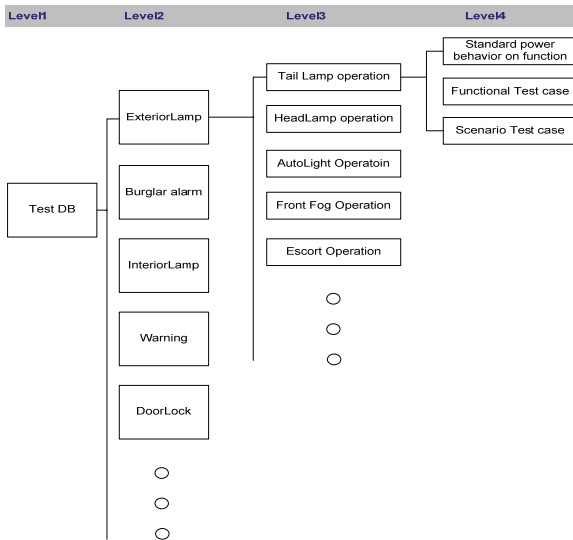 Level1 Level2 Level3 Level4
Standard power
behavior on function
Tail Lamp operation
Functional Test case
ExteriorLamp
HeadLamp operation
Scenario Test case
AutoLight Operatoin
Burglar alarm
Test DB
Front Fog Operation
Escort Operation
InteriorLamp
Warning
DoorLock